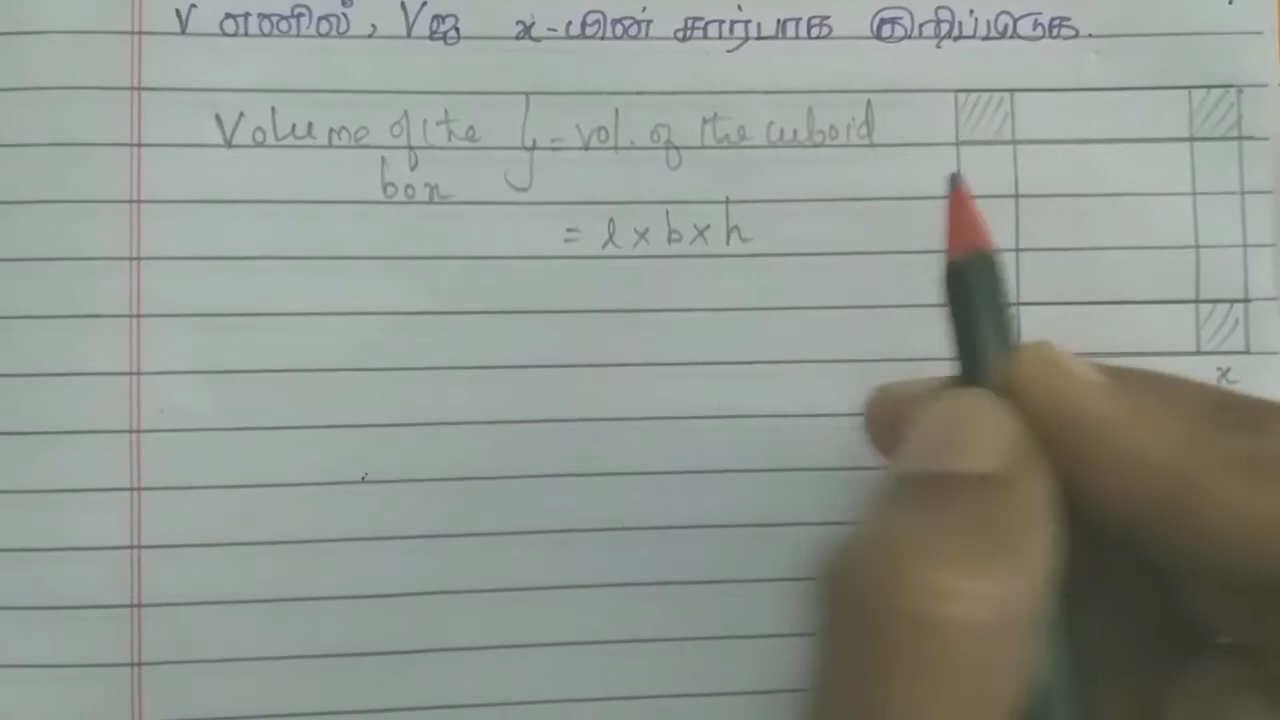 V எனில், Vஐ x-யின் சார்பாக குறிப்பிடுக.
Volume of the } = vol. of the cuboid
box
= l x b x h
x